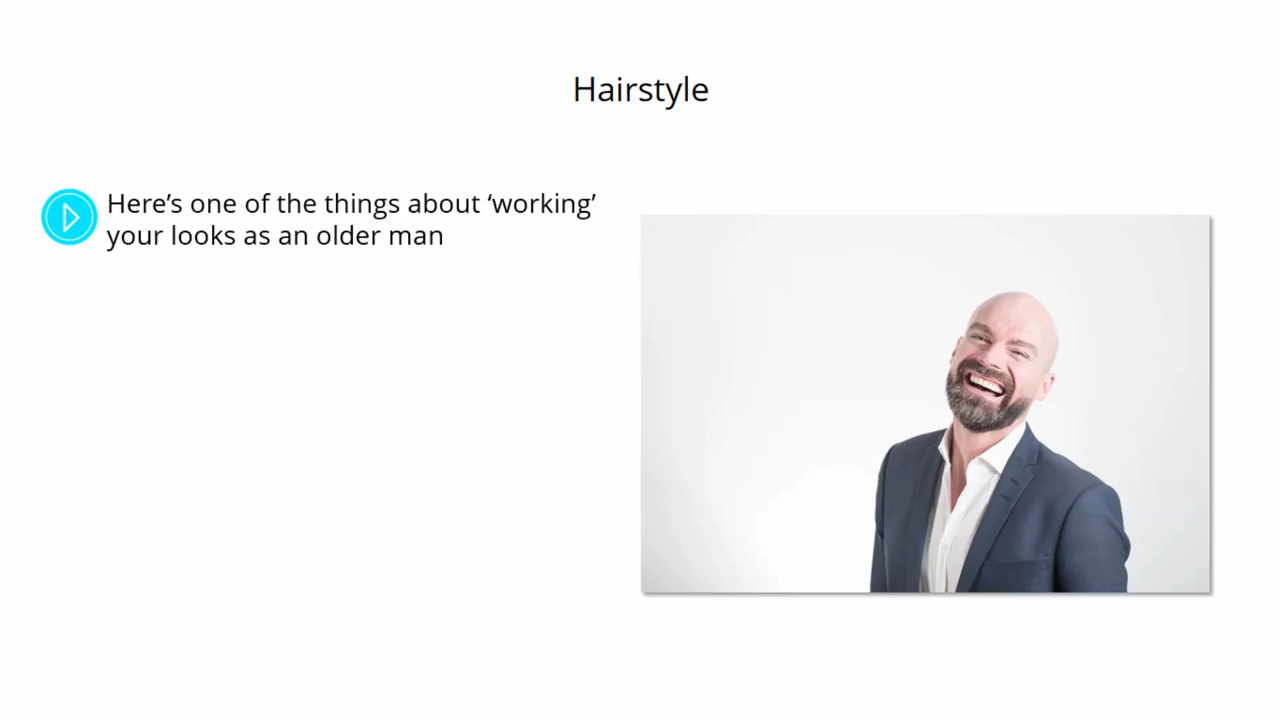 Hairstyle
Here’s one of the things about ‘working’
your looks as an older man